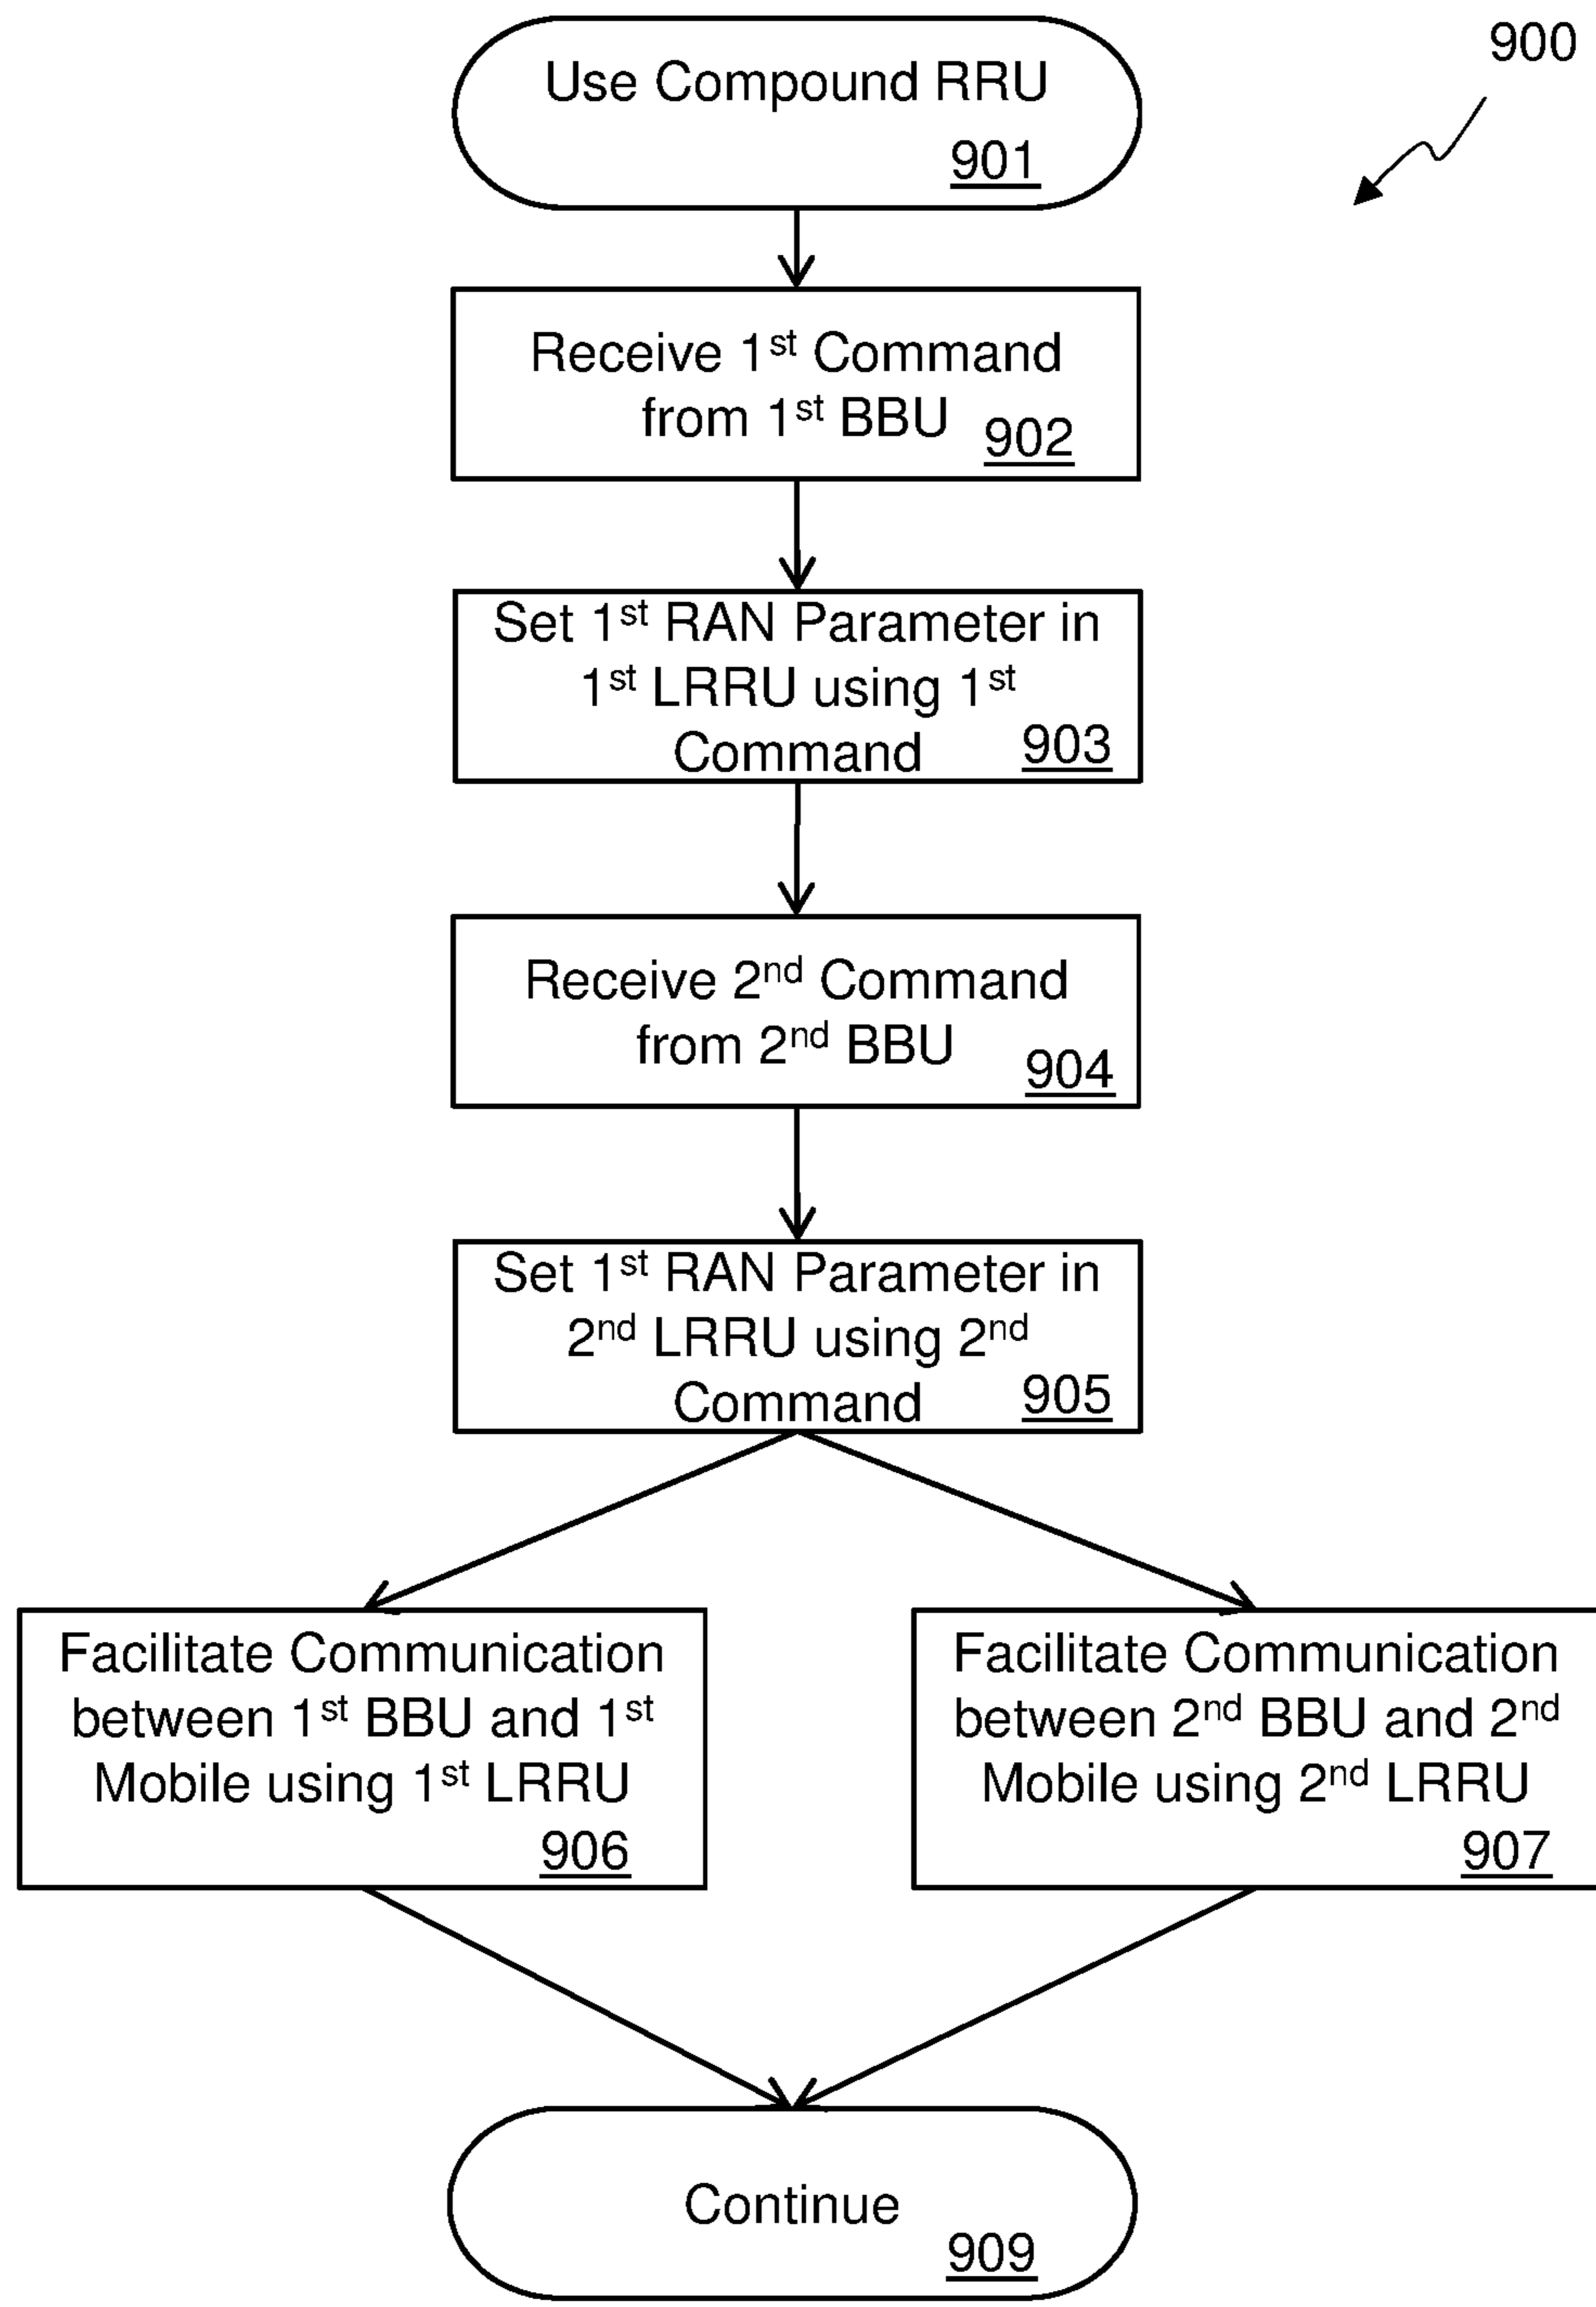 900
Use Compound RRU
901
Receive 1st Command
from 1st BBU 902
Set 1st RAN Parameter in
1st LRRU using 1st
Command 903
Receive 2nd Command
from 2nd BBU
904
Set 1st RAN Parameter in
2nd LRRU using 2nd
Command 905
Facilitate Communication
between 1st BBU and 1st
Mobile using 1st LRRU
906
Facilitate Communication
between 2nd BBU and 2nd
Mobile using 2nd LRRU
907
Continue
909